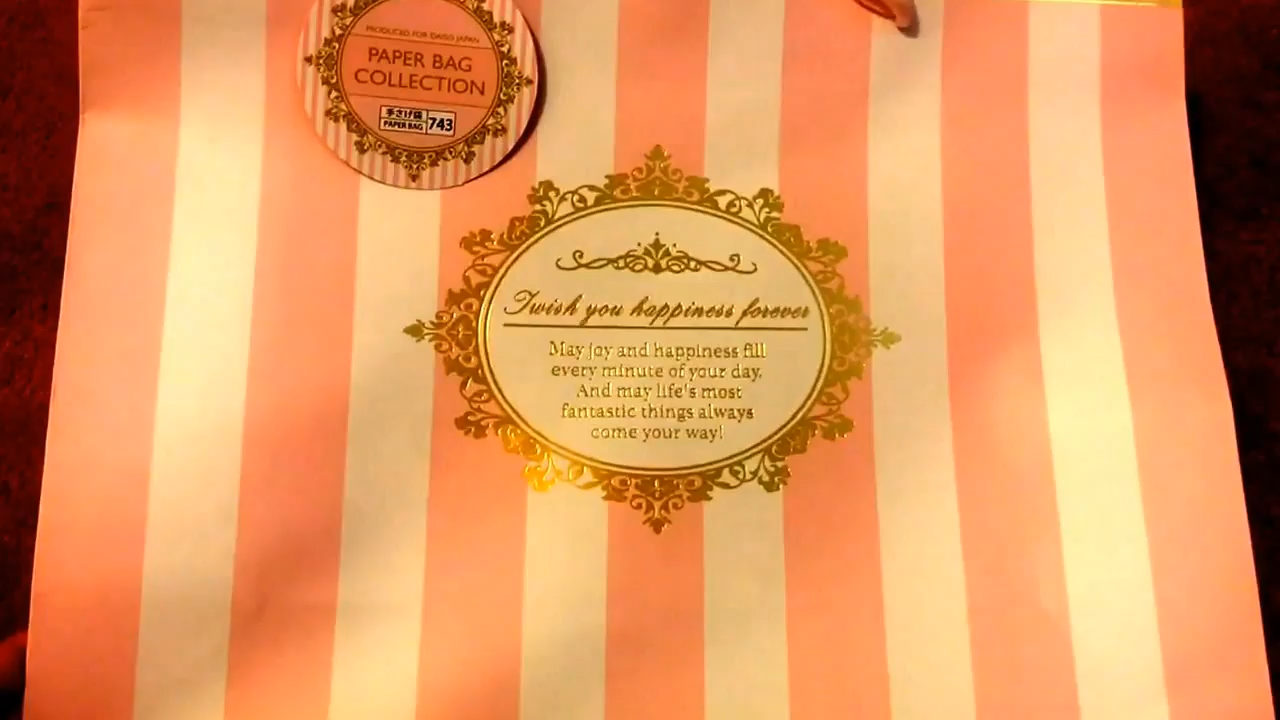 PRODUCED FOR DAISO JAPAN
PAPER BAG
COLLECTION
手さげ袋
PAPER BAG 743
I wish you happiness forever
May joy and happiness fill
every minute of your day,
And may life's most
fantastic things always
come your way!